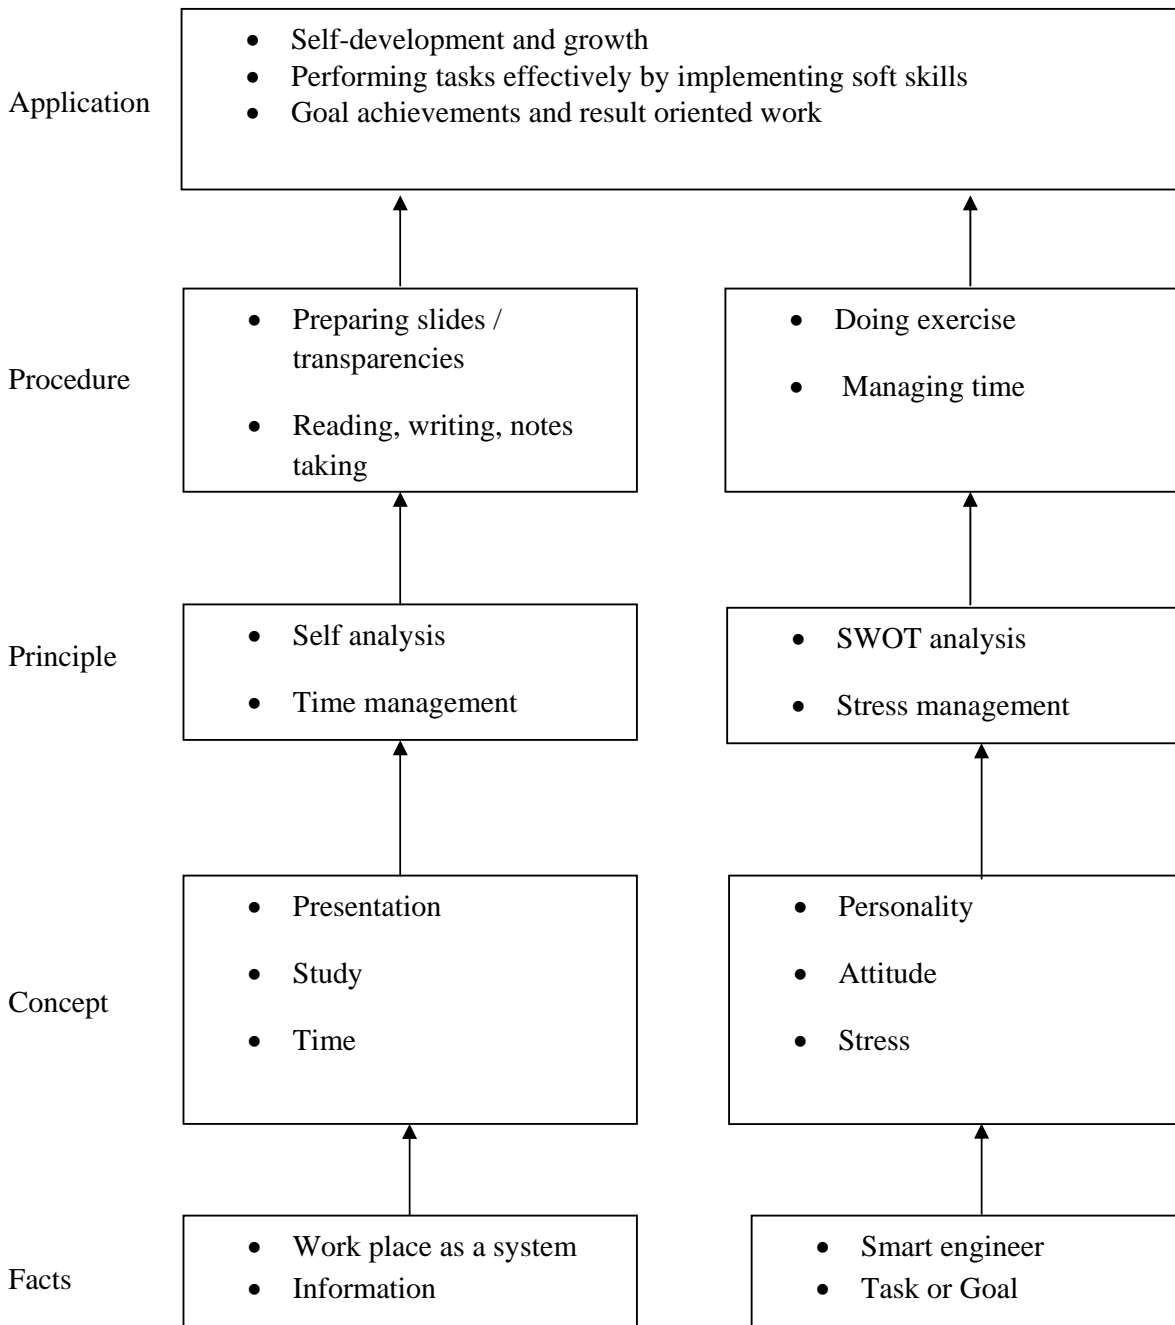 Application
• Self-development and growth
• Performing tasks effectively by implementing soft skills
• Goal achievements and result oriented work
Procedure
• Preparing slides /
transparencies
• Reading, writing, notes
taking
• Doing exercise
• Managing time
Principle
• Self analysis
• Time management
• SWOT analysis
• Stress management
Concept
• Presentation
• Study
• Time
• Personality
• Attitude
• Stress
Facts
• Work place as a system
• Information
• Smart engineer
• Task or Goal